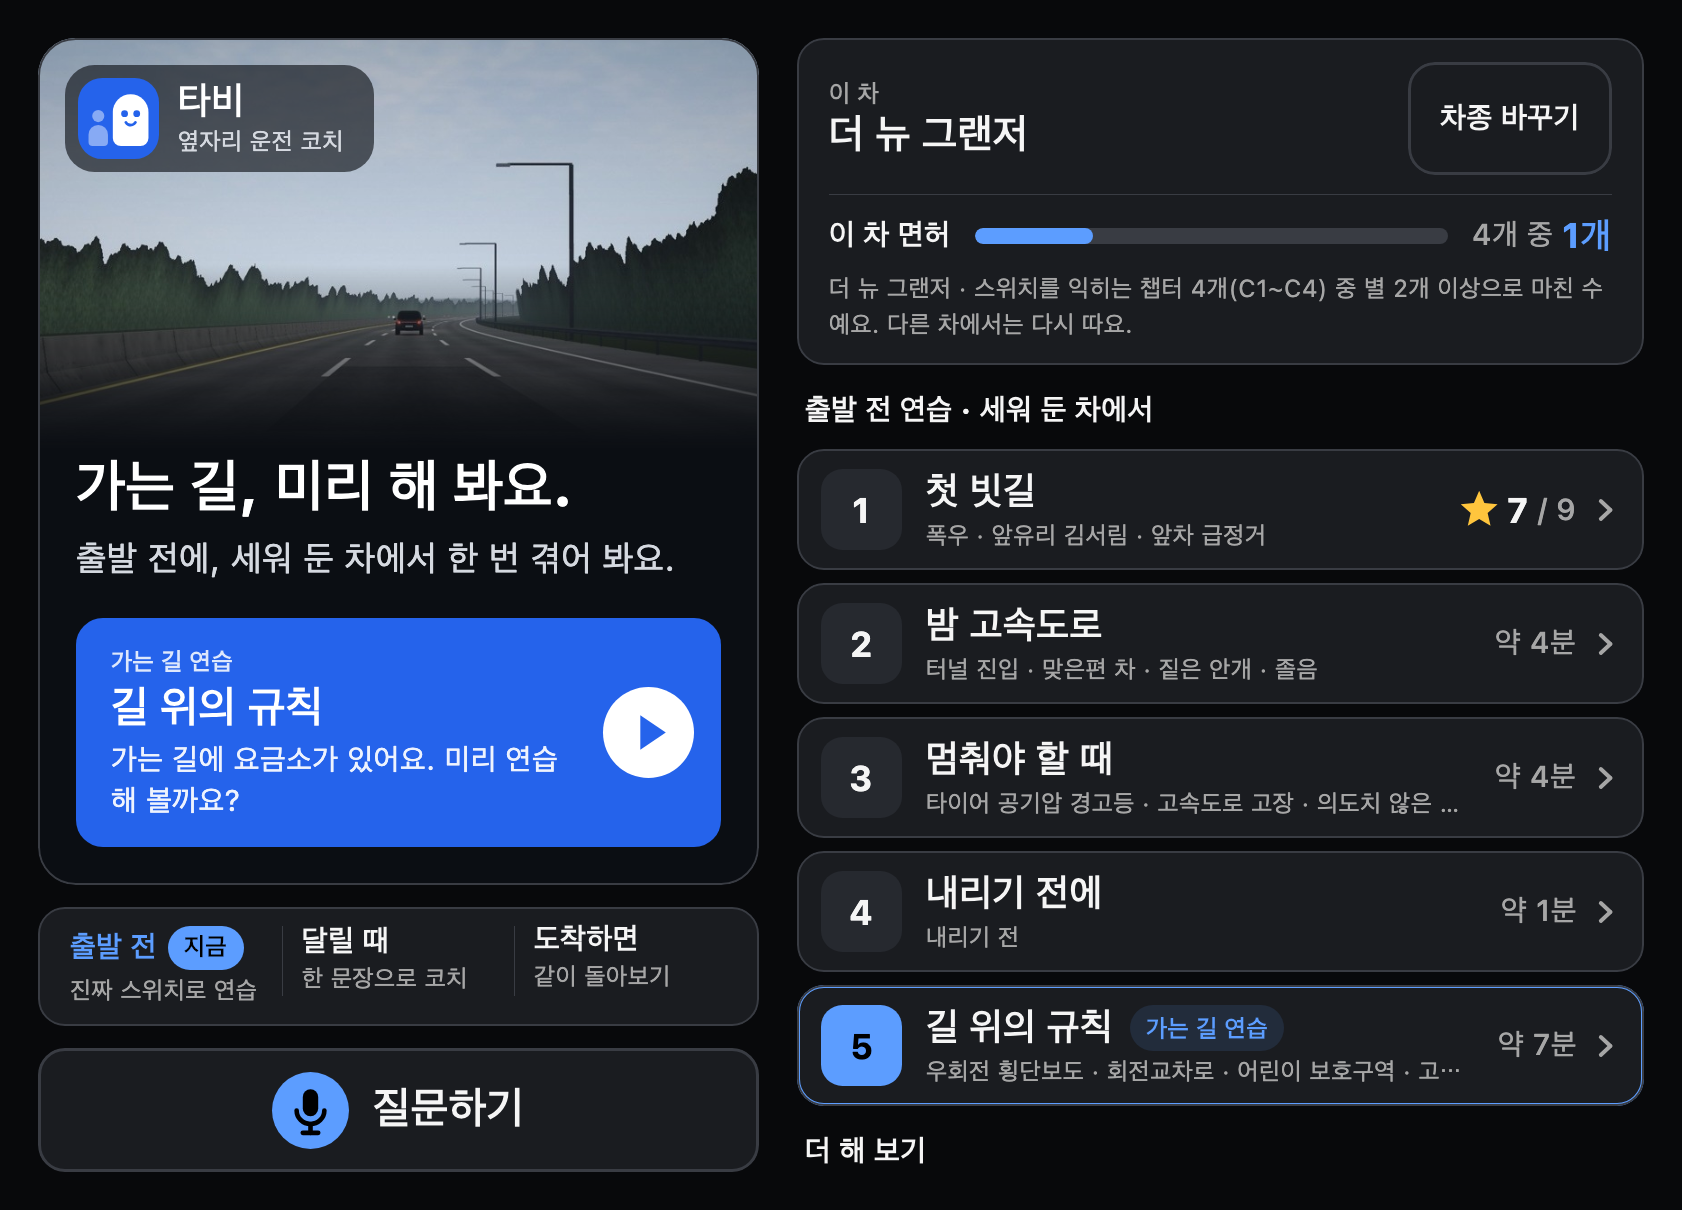 타비
옆자리 운전 코치
가는 길, 미리 해 봐요.
출발 전에, 세워 둔 차에서 한 번 겪어 봐요.
가는 길 연습
길 위의 규칙
가는 길에 요금소가 있어요. 미리 연습
해 볼까요?
출발 전 지금
진짜 스위치로 연습
달릴 때
한 문장으로 코치
도착하면
같이 돌아보기
질문하기
이 차
더 뉴 그랜저
차종 바꾸기
이 차 면허
4개 중 1개
더 뉴 그랜저 · 스위치를 익히는 챕터 4개(C1~C4) 중 별 2개 이상으로 마친 수
예요. 다른 차에서는 다시 따요.
출발 전 연습 · 세워 둔 차에서
1
첫 빗길
폭우 · 앞유리 김서림 · 앞차 급정거
7 / 9
2
밤 고속도로
터널 진입 · 맞은편 차 · 짙은 안개 · 졸음
약 4분
3
멈춰야 할 때
타이어 공기압 경고등 · 고속도로 고장 · 의도치 않은 ...
약 4분
4
내리기 전에
내리기 전
약 1분
5
길 위의 규칙 가는 길 연습
우회전 횡단보도 · 회전교차로 · 어린이 보호구역 · 고...
약 7분
더 해 보기